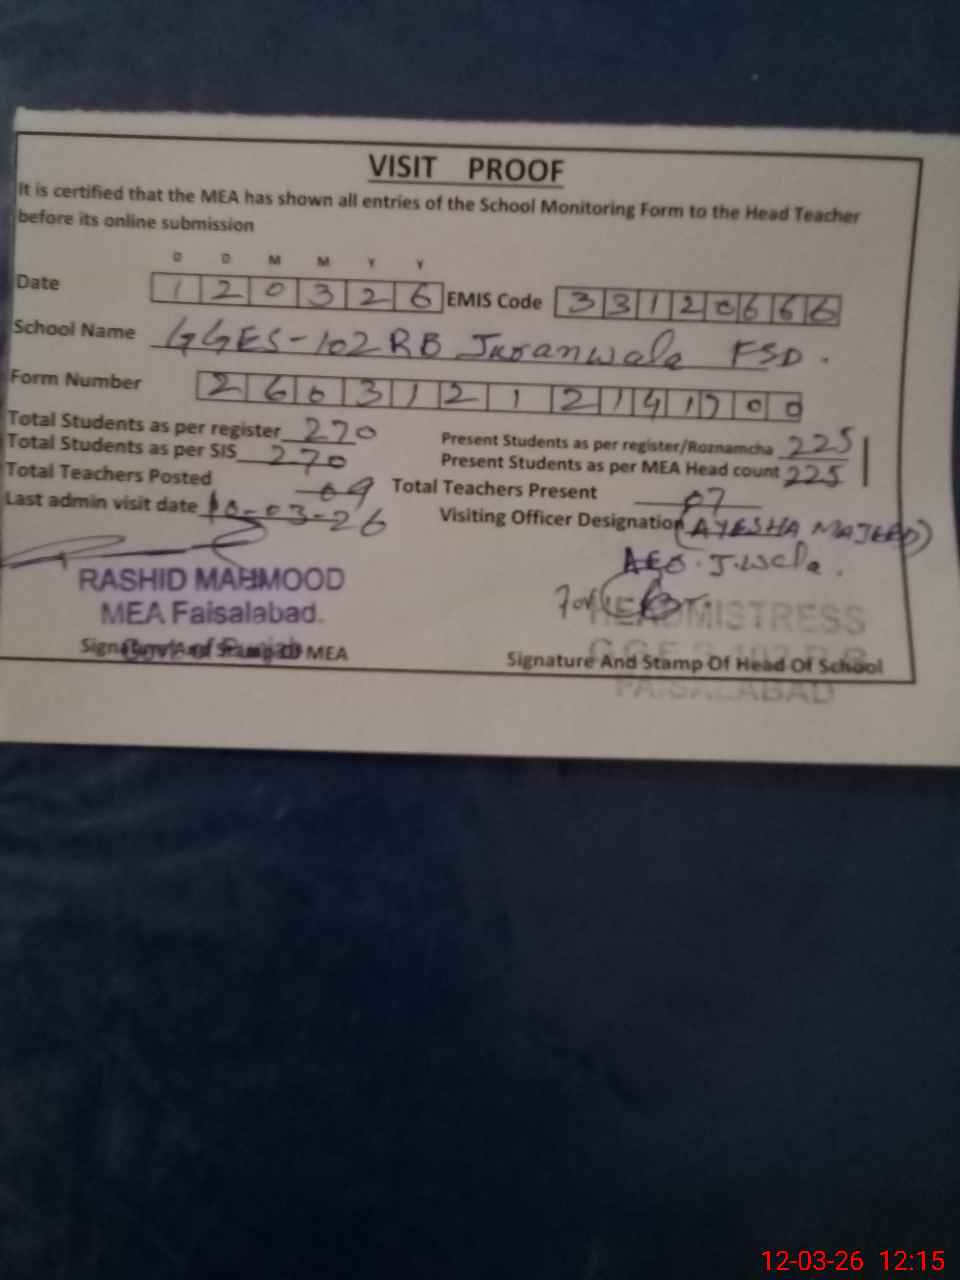 VISIT PROOF
It is certified that the MEA has shown all entries of the School Monitoring Form to the Head Teacher
before its online submission
D D M M Y Y
Date 1 2 0 3 2 6 EMIS Code 3 3 1 2 0 6 6 6
School Name GGES-102RB Juranwala FSD.
Form Number 2 6 0 3 1 2 1 2 1 4 1 7 0 0
Total Students as per register 270 Present Students as per register/Roznamcha 225
Total Students as per SIS 270 Present Students as per MEA Head count 225
Total Teachers Posted 09 Total Teachers Present 07
Last admin visit date 10-03-26 Visiting Officer Designation (AYESHA MAJEED)
AEO. J.wala.
RASHID MAHMOOD
MEA Faisalabad.
for
HEADMISTRESS
Signature And Stamp Of MEA
Signature And Stamp Of Head Of School
FAISALABAD
12-03-26 12:15